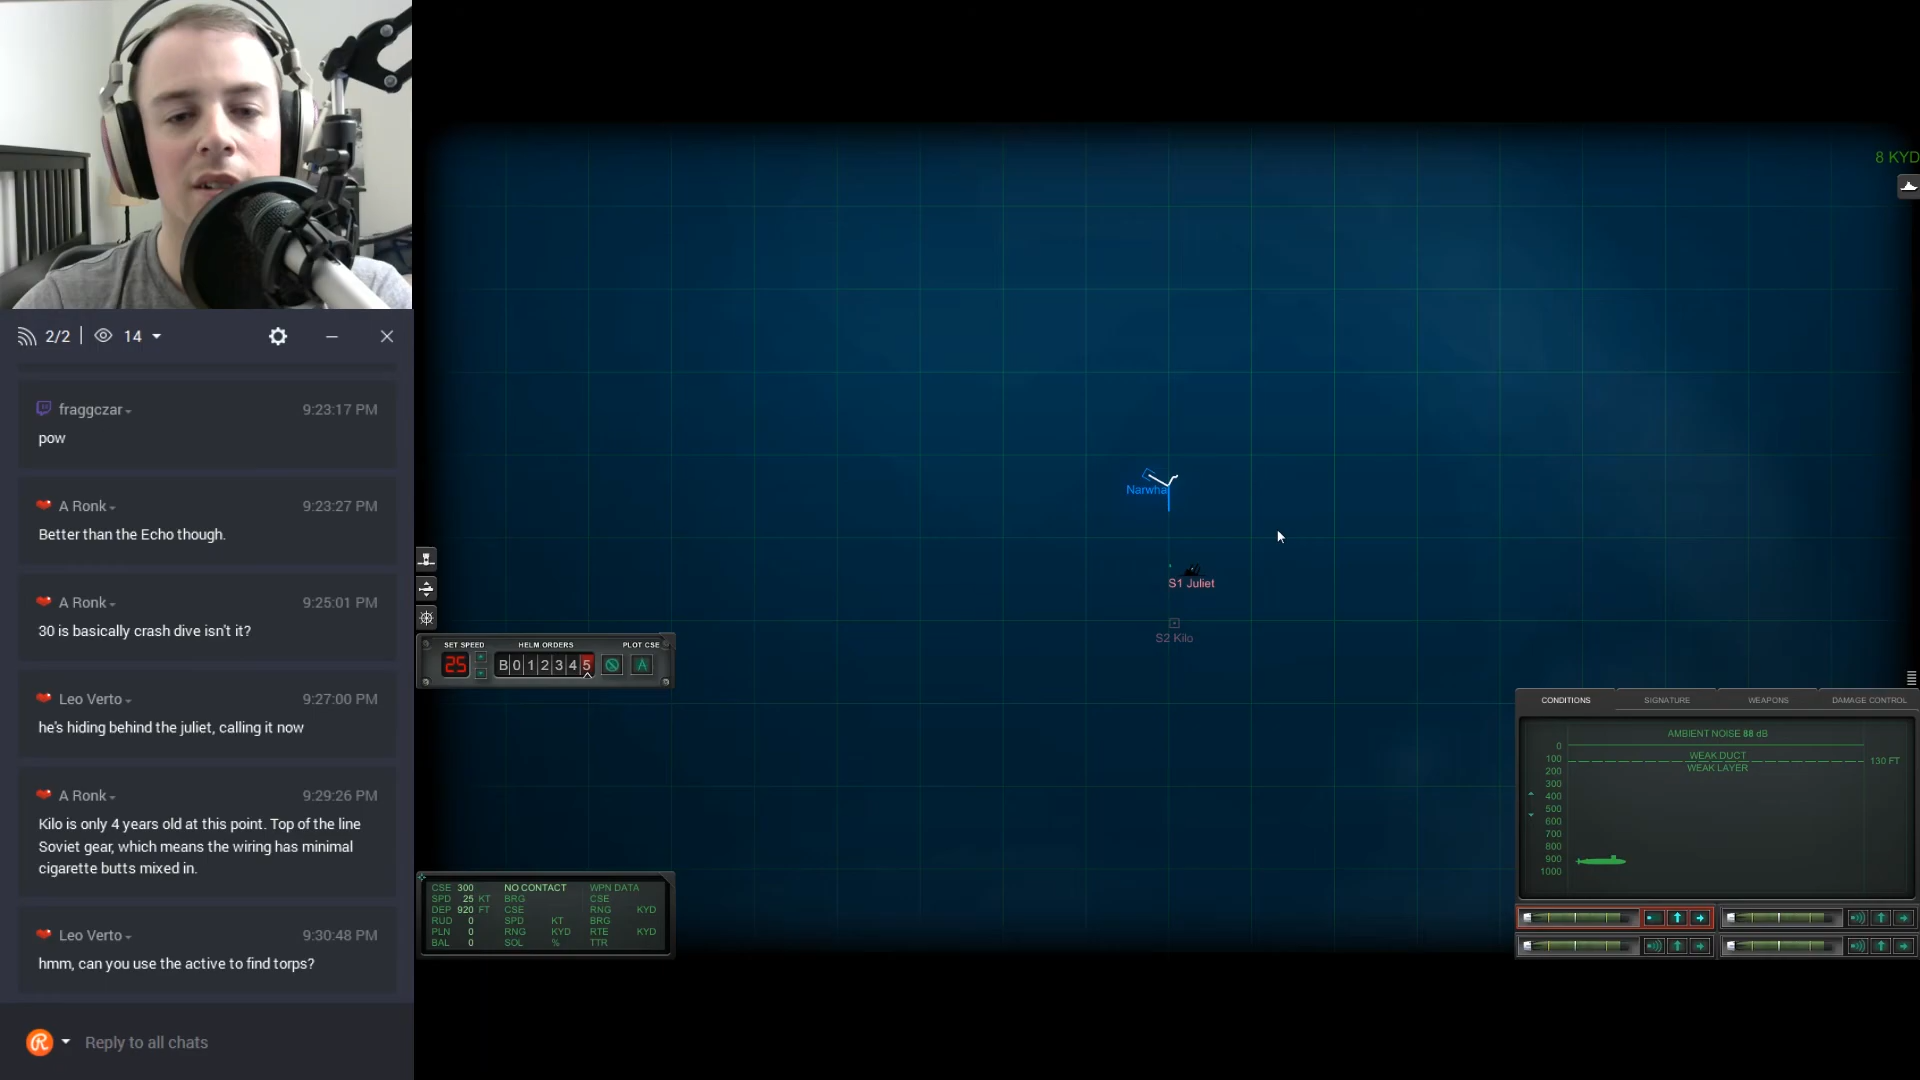 2/2
14
fraggczar
9:23:17 PM
pow
A Ronk
9:23:27 PM
Better than the Echo though.
A Ronk
9:25:01 PM
30 is basically crash dive isn't it?
Leo Verto
9:27:00 PM
he's hiding behind the juliet, calling it now
A Ronk
9:29:26 PM
Kilo is only 4 years old at this point. Top of the line
Soviet gear, which means the wiring has minimal
cigarette butts mixed in.
Leo Verto
9:30:48 PM
hmm, can you use the active to find torps?
Reply to all chats
8 KYD
Narwha
S1 Juliet
S2 Kilo
SET SPEED HELM ORDERS PLOT CSE
25 B 0 1 2 3 4 5 A
CSE 300 NO CONTACT WPN DATA
SPD 25 KT BRG CSE
DEP 920 FT CSE RNG KYD
RUD 0 SPD KT BRG
PLN 0 RNG KYD RTE KYD
BAL 0 SOL % TTR
CONDITIONS SIGNATURE WEAPONS DAMAGE CONTROL
AMBIENT NOISE 88 dB
0
100 WEAK DUCT 130 FT
200 WEAK LAYER
300
400
500
600
700
800
900
1000